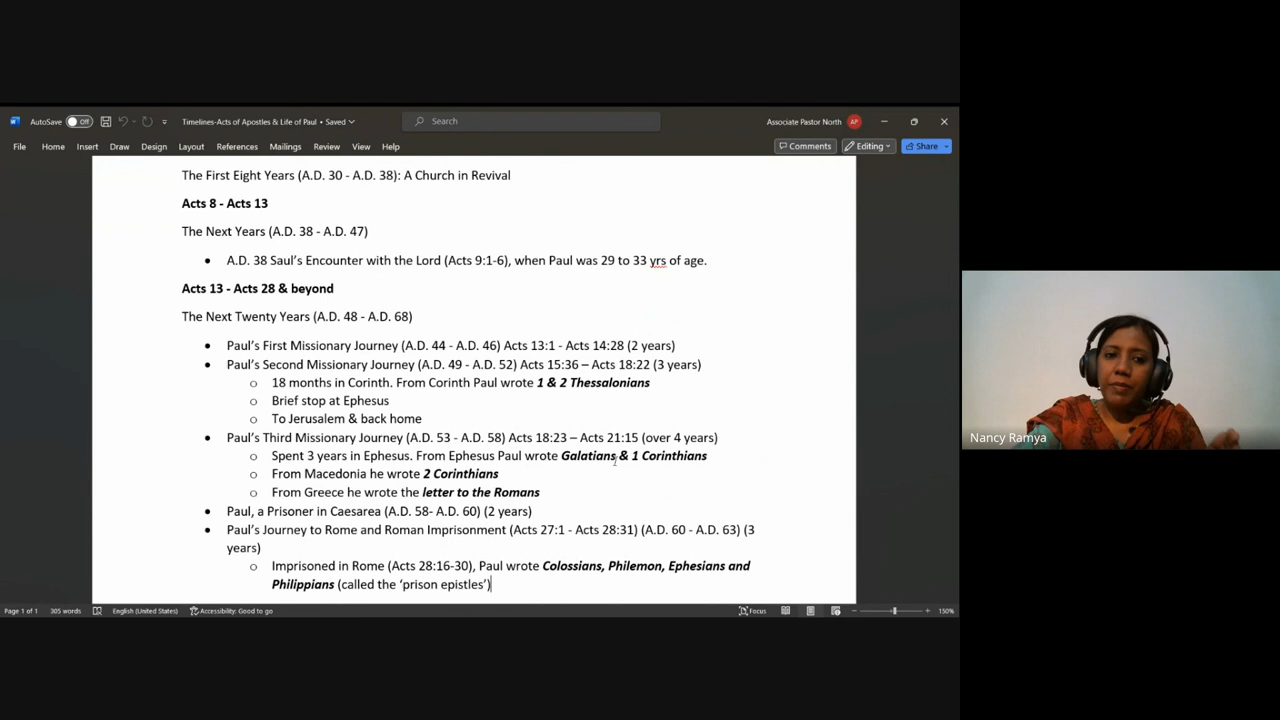 AutoSave Off Timelines-Acts of Apostles & Life of Paul • Saved Search Associate Pastor North AP
File Home Insert Draw Design Layout References Mailings Review View Help Comments Editing Share
The First Eight Years (A.D. 30 - A.D. 38): A Church in Revival
Acts 8 - Acts 13
The Next Years (A.D. 38 - A.D. 47)
• A.D. 38 Saul’s Encounter with the Lord (Acts 9:1-6), when Paul was 29 to 33 yrs of age.
Acts 13 - Acts 28 & beyond
The Next Twenty Years (A.D. 48 - A.D. 68)
• Paul’s First Missionary Journey (A.D. 44 - A.D. 46) Acts 13:1 - Acts 14:28 (2 years)
• Paul’s Second Missionary Journey (A.D. 49 - A.D. 52) Acts 15:36 – Acts 18:22 (3 years)
o 18 months in Corinth. From Corinth Paul wrote 1 & 2 Thessalonians
o Brief stop at Ephesus
o To Jerusalem & back home
• Paul’s Third Missionary Journey (A.D. 53 - A.D. 58) Acts 18:23 – Acts 21:15 (over 4 years)
o Spent 3 years in Ephesus. From Ephesus Paul wrote Galatians & 1 Corinthians
o From Macedonia he wrote 2 Corinthians
o From Greece he wrote the letter to the Romans
• Paul, a Prisoner in Caesarea (A.D. 58- A.D. 60) (2 years)
• Paul’s Journey to Rome and Roman Imprisonment (Acts 27:1 - Acts 28:31) (A.D. 60 - A.D. 63) (3
years)
o Imprisoned in Rome (Acts 28:16-30), Paul wrote Colossians, Philemon, Ephesians and
Philippians (called the ‘prison epistles’)
Page 1 of 1 305 words English (United States) Accessibility: Good to go Focus 150%
Nancy Ramya